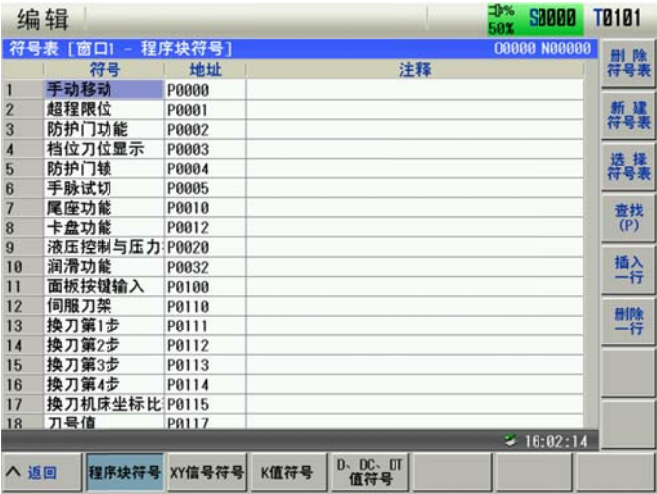 编辑
50% S0000 T0101
符号表 [窗口1 - 程序块符号] O0000 N00000
符号 地址 注释
1 手动移动 P0000
2 超程限位 P0001
3 防护门功能 P0002
4 档位刀位显示 P0003
5 防护门锁 P0004
6 手脉试切 P0005
7 尾座功能 P0010
8 卡盘功能 P0012
9 液压控制与压力 P0020
10 润滑功能 P0032
11 面板按键输入 P0100
12 伺服刀架 P0110
13 换刀第1步 P0111
14 换刀第2步 P0112
15 换刀第3步 P0113
16 换刀第4步 P0114
17 换刀机床坐标比 P0115
18 刀号值 P0117
删 除
符号表
新 建
符号表
选 择
符号表
查找
(P)
插入
一行
删除
一行
16:02:14
返回 程序块符号 XY信号符号 K值符号 D、DC、DT
值符号